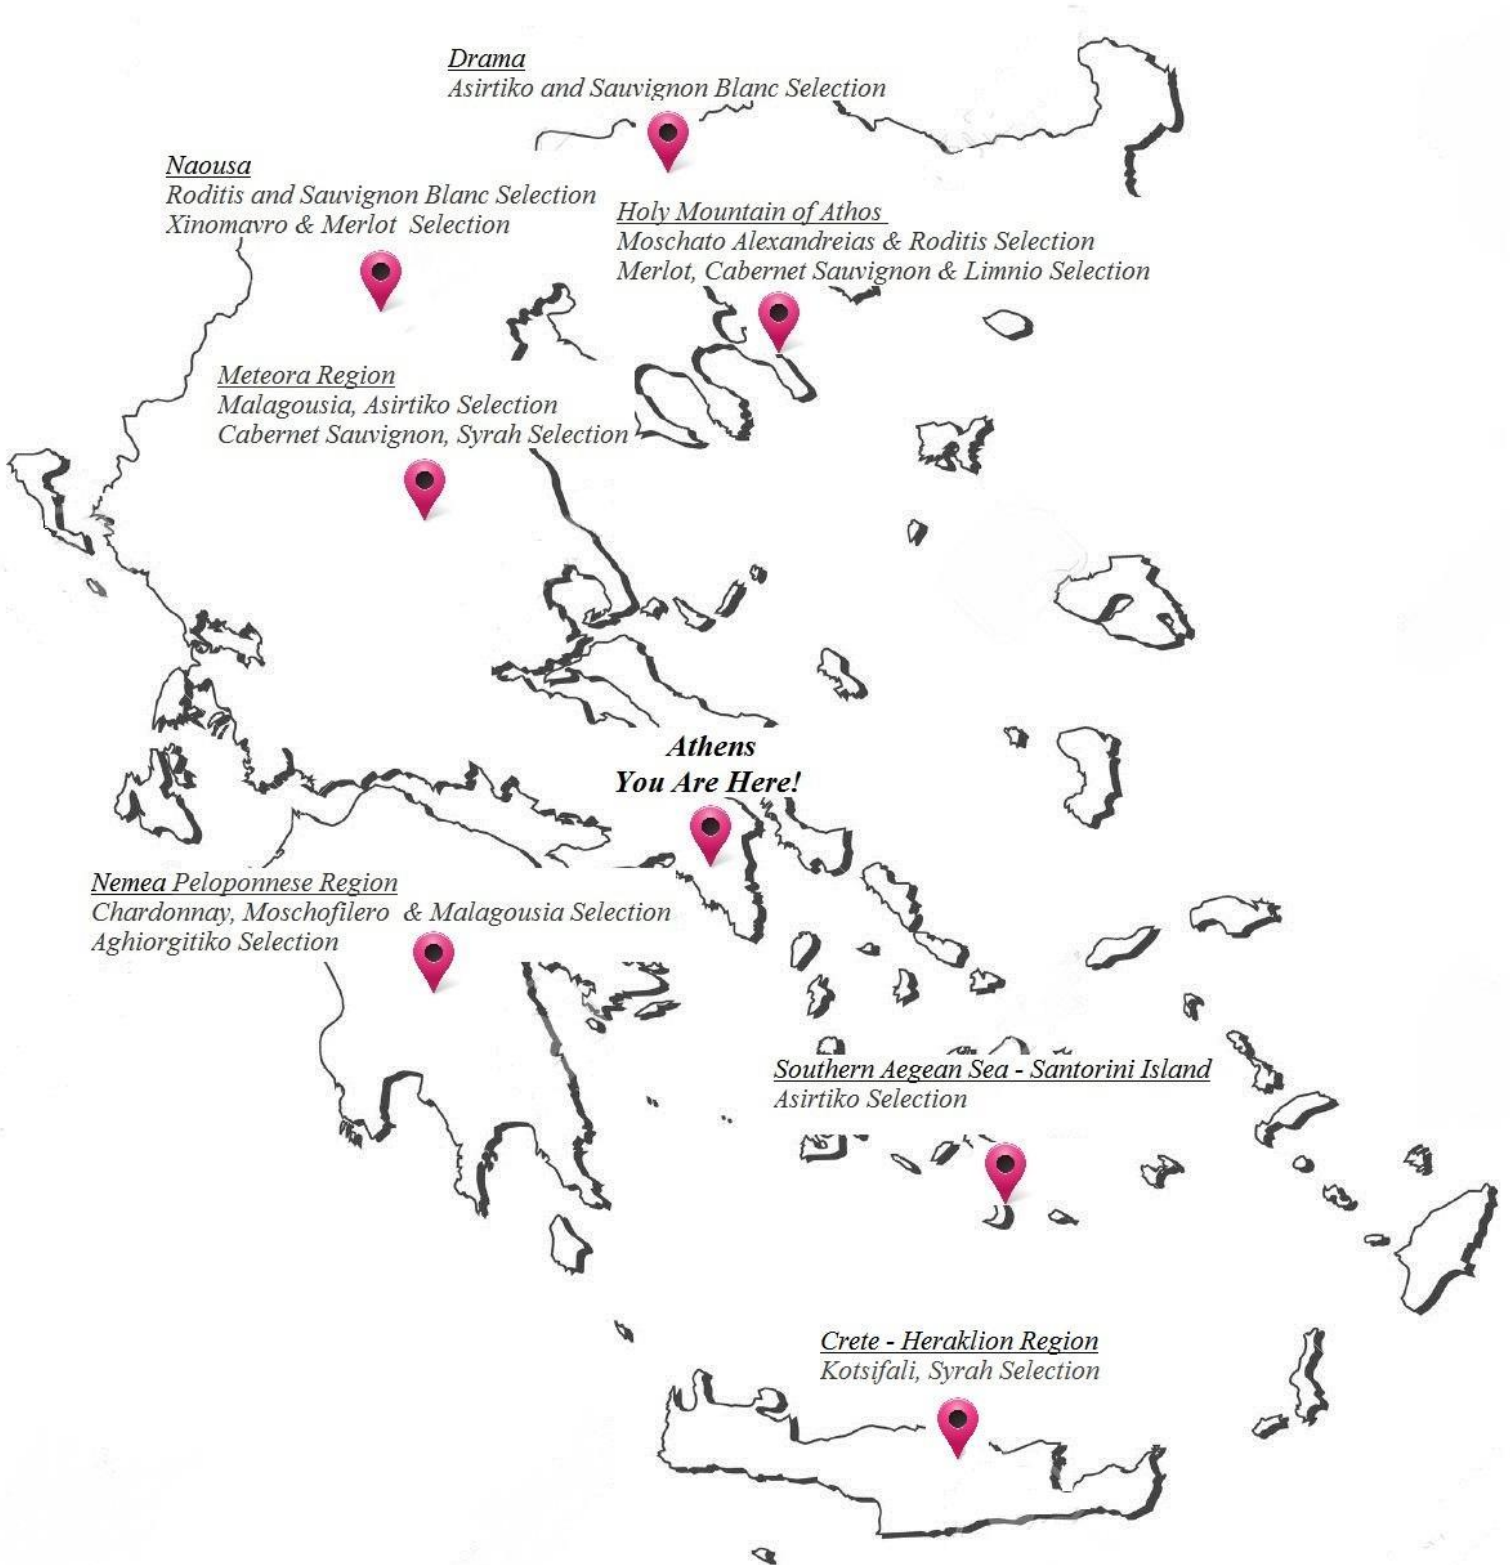 Drama
Asirtiko and Sauvignon Blanc Selection
Naousa
Roditis and Sauvignon Blanc Selection
Xinomavro & Merlot Selection
Holy Mountain of Athos
Moschato Alexandreias & Roditis Selection
Merlot, Cabernet Sauvignon & Limnio Selection
Meteora Region
Malagousia, Asirtiko Selection
Cabernet Sauvignon, Syrah Selection
Athens
You Are Here!
Nemea Peloponnese Region
Chardonnay, Moschofilero & Malagousia Selection
Aghiorgitiko Selection
Southern Aegean Sea - Santorini Island
Asirtiko Selection
Crete - Heraklion Region
Kotsifali, Syrah Selection